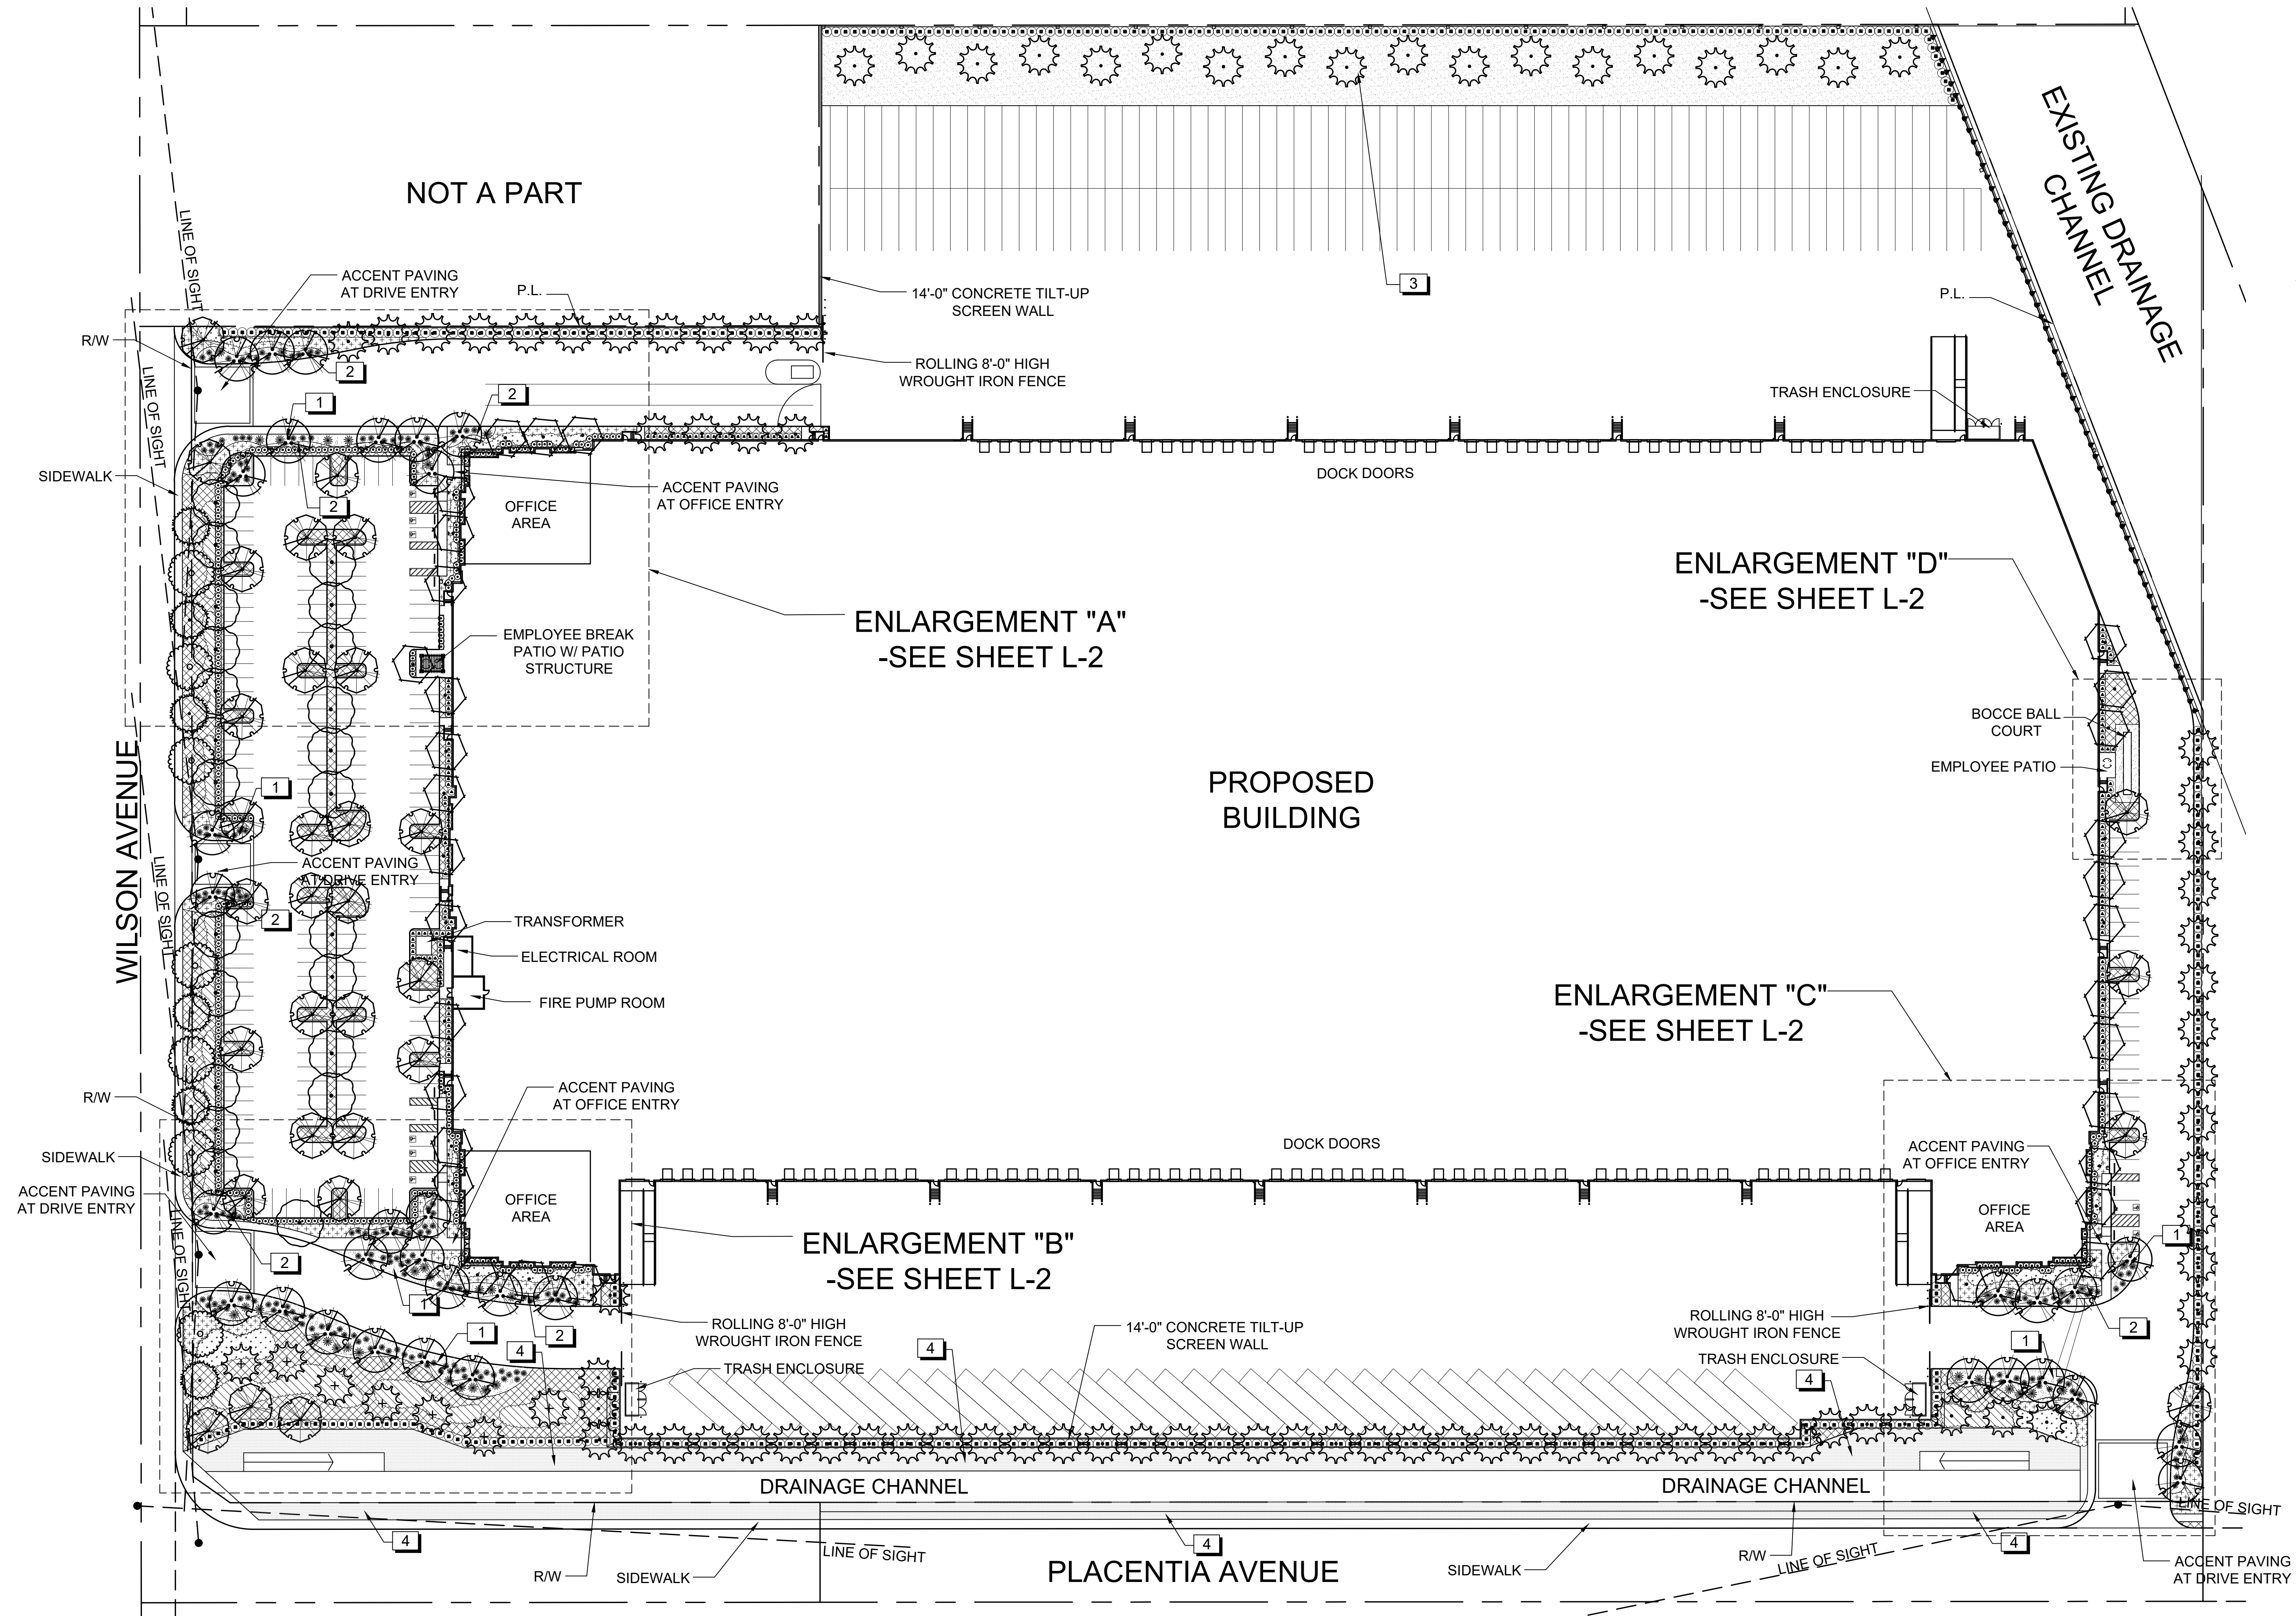 NOT A PART
EXISTING DRAINAGE
CHANNEL
LINE OF SIGHT
ACCENT PAVING
AT DRIVE ENTRY
P.L.
14'-0" CONCRETE TILT-UP
SCREEN WALL
3
P.L.
R/W
2
ROLLING 8'-0" HIGH
WROUGHT IRON FENCE
LINE OF SIGHT
1
2
TRASH ENCLOSURE
SIDEWALK
DOCK DOORS
ACCENT PAVING
AT OFFICE ENTRY
OFFICE
AREA
2
ENLARGEMENT "D"
-SEE SHEET L-2
ENLARGEMENT "A"
-SEE SHEET L-2
EMPLOYEE BREAK
PATIO W/ PATIO
STRUCTURE
BOCCE BALL
COURT
EMPLOYEE PATIO
PROPOSED
BUILDING
WILSON AVENUE
1
ACCENT PAVING
AT DRIVE ENTRY
LINE OF SIGHT
2
TRANSFORMER
ELECTRICAL ROOM
FIRE PUMP ROOM
ENLARGEMENT "C"
-SEE SHEET L-2
R/W
ACCENT PAVING
AT OFFICE ENTRY
SIDEWALK
DOCK DOORS
ACCENT PAVING
AT OFFICE ENTRY
ACCENT PAVING
AT DRIVE ENTRY
OFFICE
AREA
OFFICE
AREA
LINE OF SIGHT
2
1
ENLARGEMENT "B"
-SEE SHEET L-2
1
2
1
4
ROLLING 8'-0" HIGH
WROUGHT IRON FENCE
14'-0" CONCRETE TILT-UP
SCREEN WALL
4
TRASH ENCLOSURE
ROLLING 8'-0" HIGH
WROUGHT IRON FENCE
2
1
TRASH ENCLOSURE
4
DRAINAGE CHANNEL
DRAINAGE CHANNEL
LINE OF SIGHT
4
4
4
LINE OF SIGHT
LINE OF SIGHT
R/W
SIDEWALK
PLACENTIA AVENUE
SIDEWALK
R/W
ACCENT PAVING
AT DRIVE ENTRY